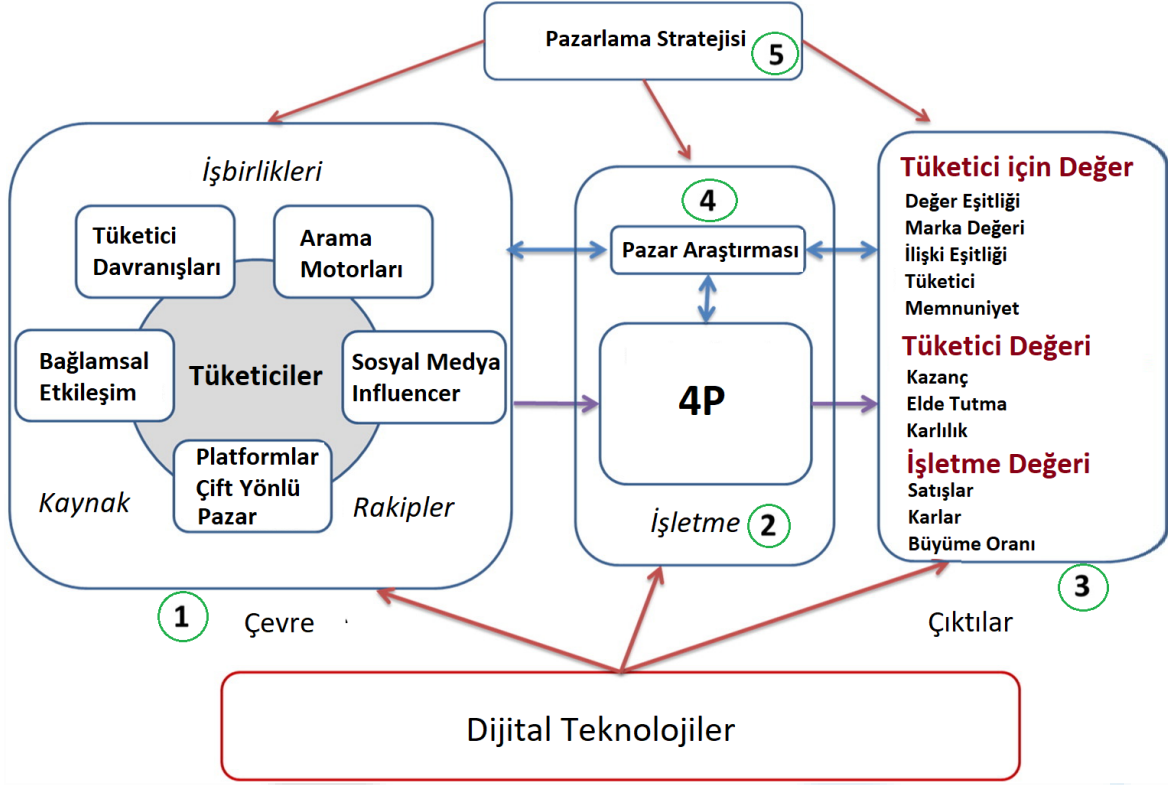 Pazarlama Stratejisi
5
İşbirlikleri
Tüketici
Davranışları
Arama
Motorları
Bağlamsal
Etkileşim
Tüketiciler
Sosyal Medya
Influencer
Platformlar
Çift Yönlü
Pazar
Kaynak
Rakipler
1
Çevre
4
Pazar Araştırması
4P
İşletme
2
Tüketici için Değer
Değer Eşitliği
Marka Değeri
İlişki Eşitliği
Tüketici
Memnuniyet
Tüketici Değeri
Kazanç
Elde Tutma
Karlılık
İşletme Değeri
Satışlar
Karlar
Büyüme Oranı
3
Çıktılar
Dijital Teknolojiler